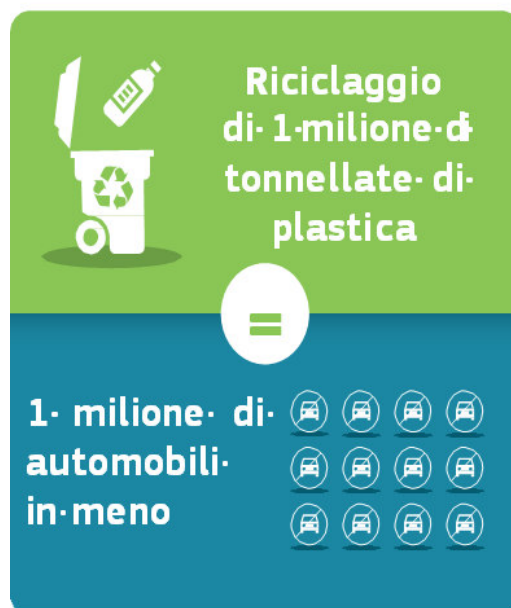 Riciclaggio
di· 1·milione·di·
tonnellate· di·
plastica
=
1· milione· di·
automobili·
in·meno